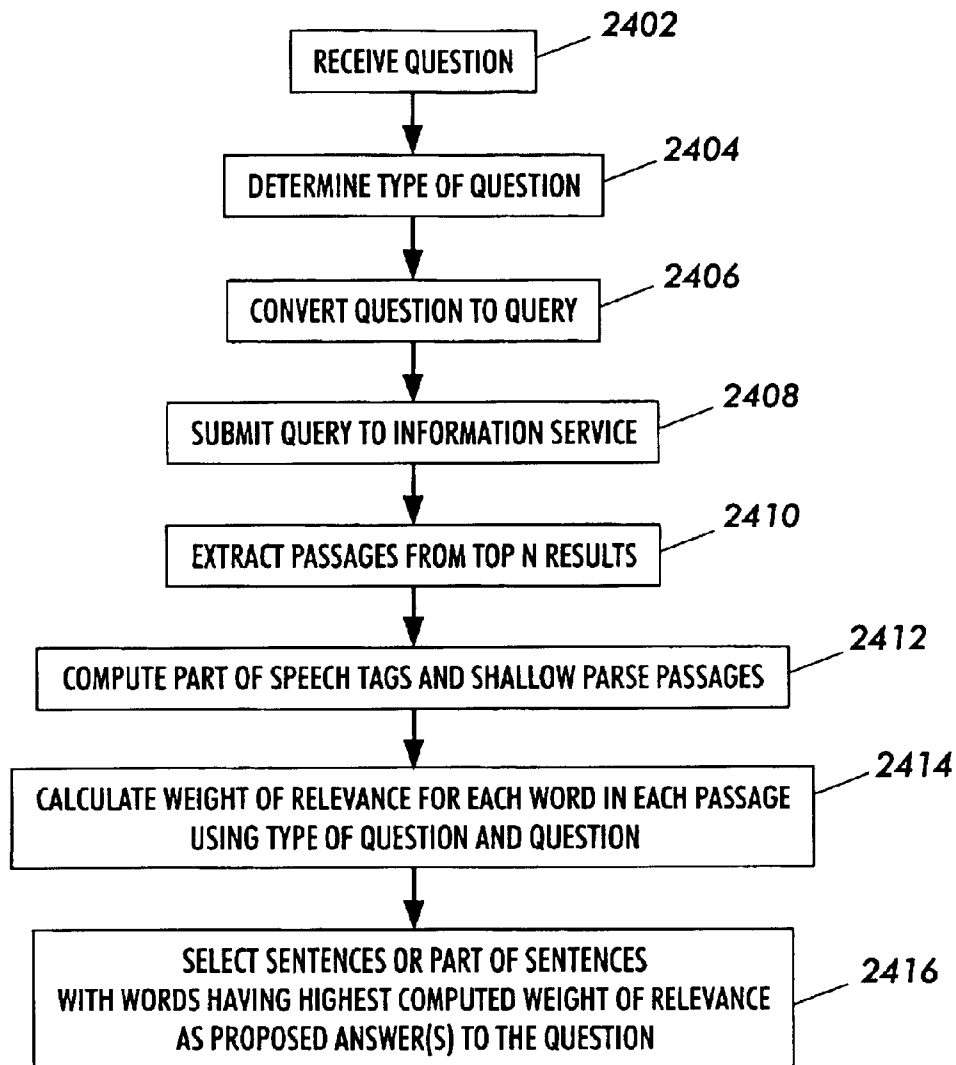 2402
RECEIVE QUESTION
2404
DETERMINE TYPE OF QUESTION
2406
CONVERT QUESTION TO QUERY
2408
SUBMIT QUERY TO INFORMATION SERVICE
2410
EXTRACT PASSAGES FROM TOP N RESULTS
2412
COMPUTE PART OF SPEECH TAGS AND SHALLOW PARSE PASSAGES
2414
CALCULATE WEIGHT OF RELEVANCE FOR EACH WORD IN EACH PASSAGE
USING TYPE OF QUESTION AND QUESTION
SELECT SENTENCES OR PART OF SENTENCES
2416
WITH WORDS HAVING HIGHEST COMPUTED WEIGHT OF RELEVANCE
AS PROPOSED ANSWER(S) TO THE QUESTION